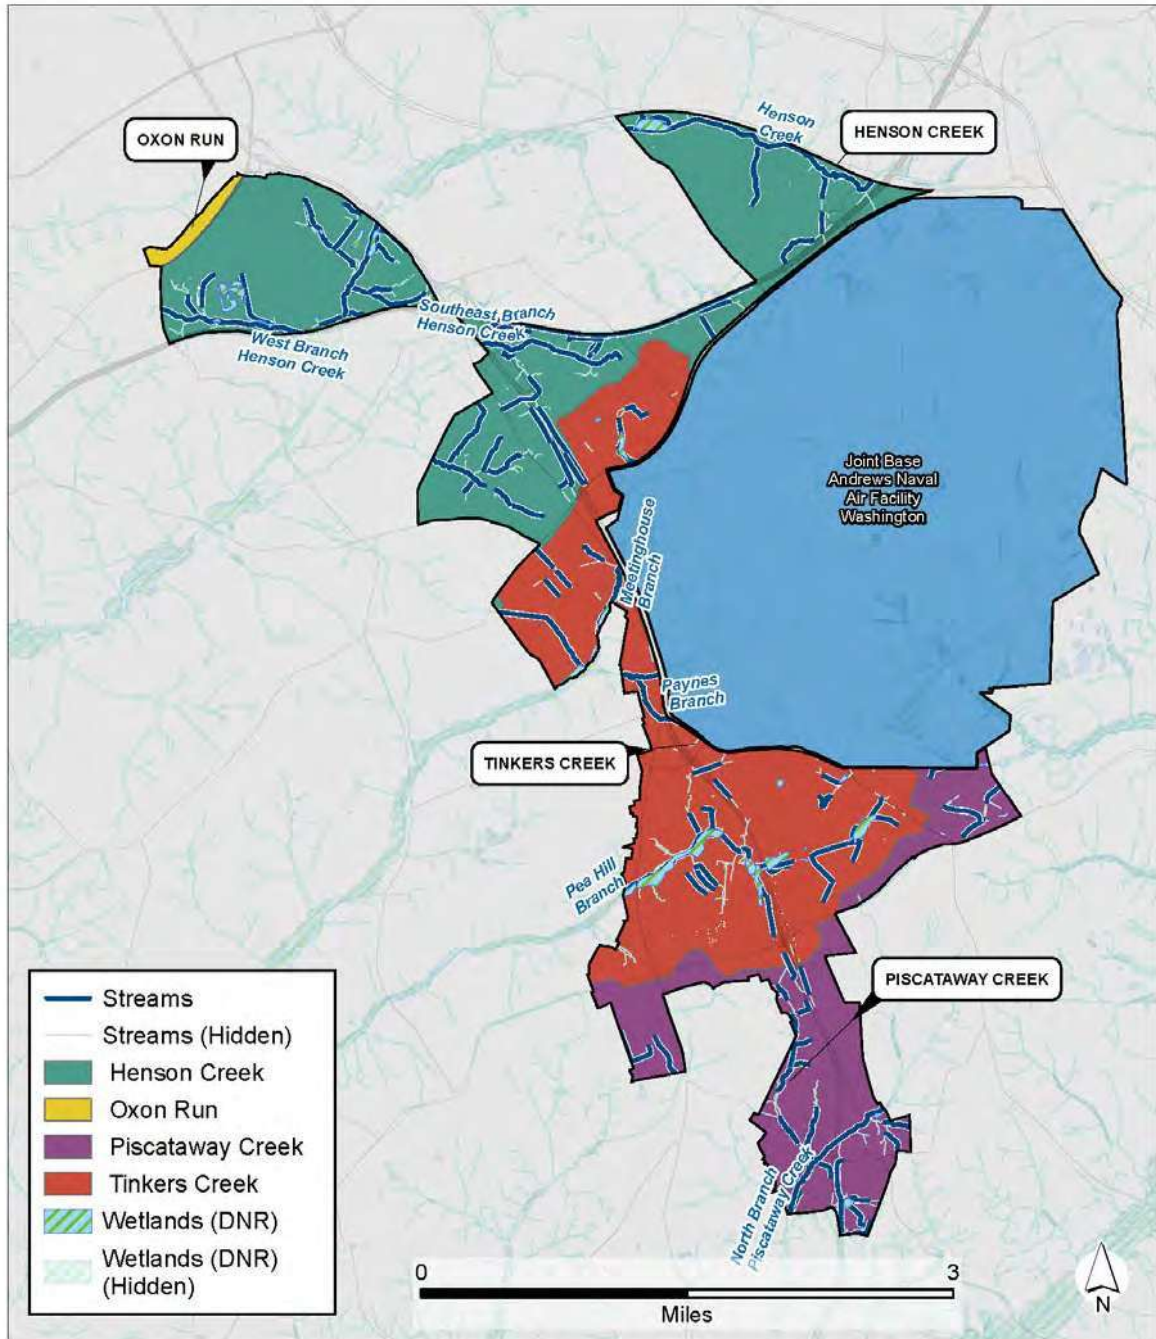 Henson
Creek
HENSON CREEK
OXON RUN
Southeast Branch
Henson Creek
West Branch
Henson Creek
Joint Base
Andrews Naval
Air Facility
Washington
Meetinghouse
Branch
Paynes
Branch
TINKERS CREEK
Pea Hill
Branch
PISCATAWAY CREEK
North Branch
Piscataway Creek
Streams
Streams (Hidden)
Henson Creek
Oxon Run
Piscataway Creek
Tinkers Creek
Wetlands (DNR)
Wetlands (DNR)
(Hidden)
0 3
Miles
N